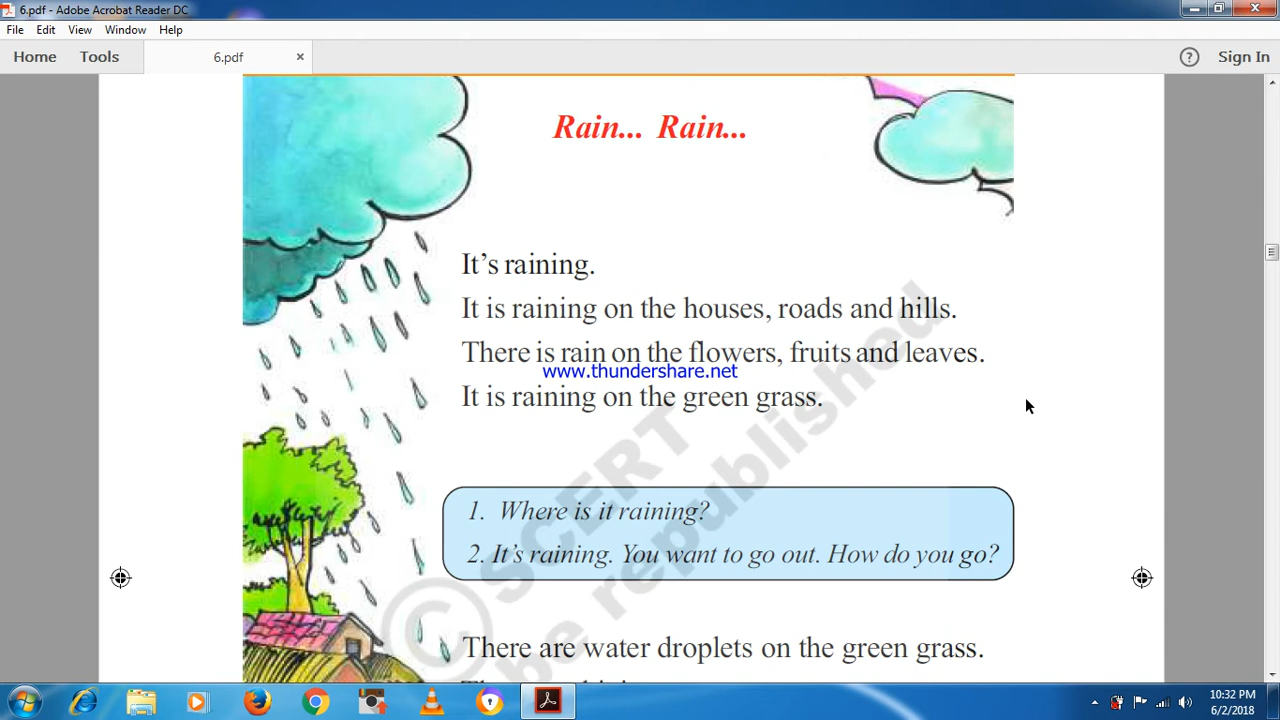 6.pdf - Adobe Acrobat Reader DC
File Edit View Window Help
Home Tools 6.pdf × ? Sign In
Rain... Rain...
It's raining.
It is raining on the houses, roads and hills.
There is rain on the flowers, fruits and leaves.
www.thundershare.net
It is raining on the green grass.
1. Where is it raining?
2. It's raining. You want to go out. How do you go?
© SCERT
be republished
There are water droplets on the green grass.
10:32 PM
6/2/2018